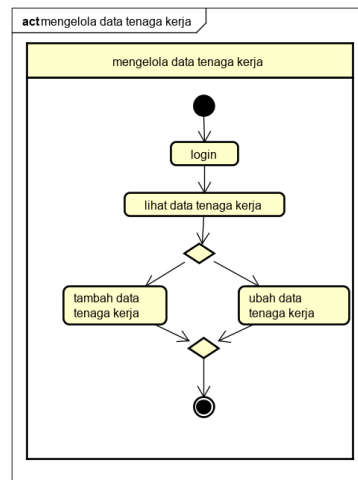 act mengelola data tenaga kerja
mengelola data tenaga kerja
login
lihat data tenaga kerja
tambah data
tenaga kerja
ubah data
tenaga kerja